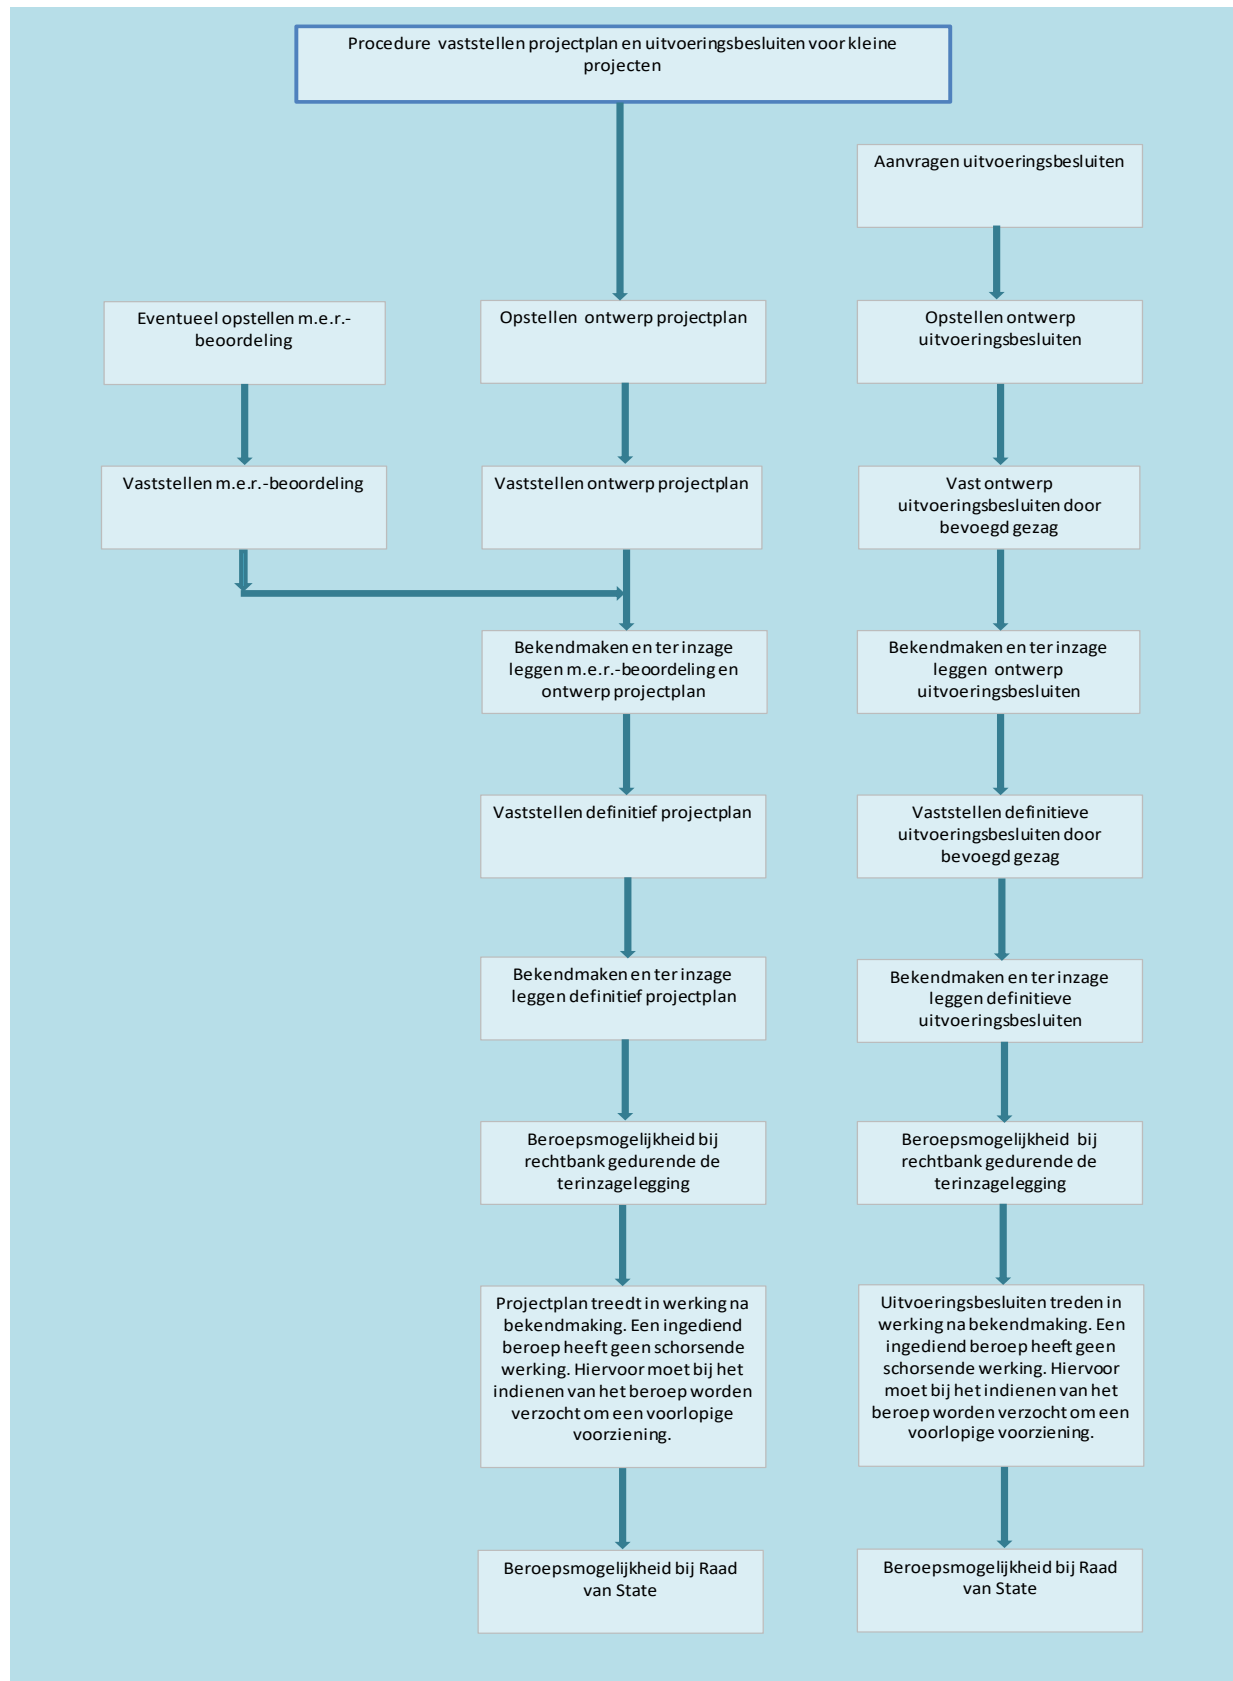 Procedure vaststellen projectplan en uitvoeringsbesluiten voor kleine
projecten
Aanvragen uitvoeringsbesluiten
Eventueel opstellen m.e.r.-
beoordeling
Opstellen ontwerp projectplan
Opstellen ontwerp
uitvoeringsbesluiten
Vaststellen m.e.r.-beoordeling
Vaststellen ontwerp projectplan
Vast ontwerp
uitvoeringsbesluiten door
bevoegd gezag
Bekendmaken en ter inzage
leggen m.e.r.-beoordeling en
ontwerp projectplan
Bekendmaken en ter inzage
leggen ontwerp
uitvoeringsbesluiten
Vaststellen definitief projectplan
Vaststellen definitieve
uitvoeringsbesluiten door
bevoegd gezag
Bekendmaken en ter inzage
leggen definitief projectplan
Bekendmaken en ter inzage
leggen definitieve
uitvoeringsbesluiten
Beroepsmogelijkheid bij
rechtbank gedurende de
terinzagelegging
Beroepsmogelijkheid bij
rechtbank gedurende de
terinzagelegging
Projectplan treedt in werking na
bekendmaking. Een ingediend
beroep heeft geen schorsende
werking. Hiervoor moet bij het
indienen van het beroep worden
verzocht om een voorlopige
voorziening.
Uitvoeringsbesluiten treden in
werking na bekendmaking. Een
ingediend beroep heeft geen
schorsende werking. Hiervoor
moet bij het indienen van het
beroep worden verzocht om een
voorlopige voorziening.
Beroepsmogelijkheid bij Raad
van State
Beroepsmogelijkheid bij Raad
van State